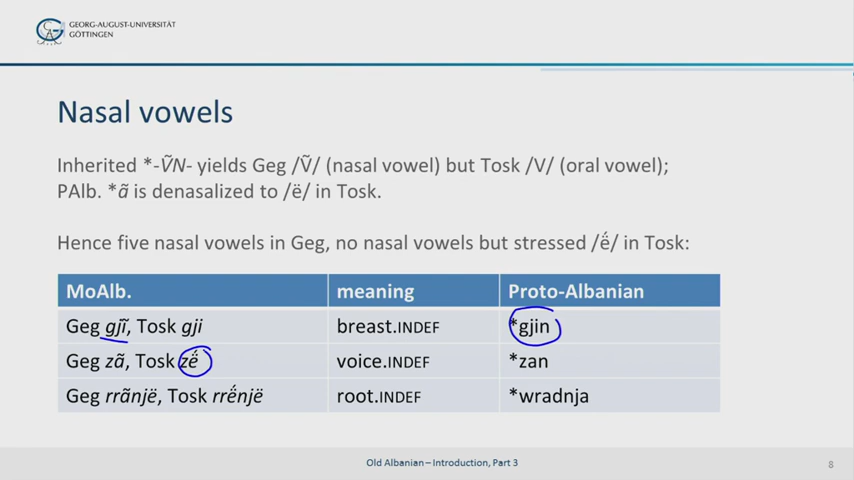 GEORG-AUGUST-UNIVERSITÄT
GÖTTINGEN
Nasal vowels
Inherited *-ṼN- yields Geg /Ṽ/ (nasal vowel) but Tosk /V/ (oral vowel);
PAlb. *ã is denasalized to /ë/ in Tosk.
Hence five nasal vowels in Geg, no nasal vowels but stressed /ë́/ in Tosk:
MoAlb. meaning Proto-Albanian
Geg gjĩ, Tosk gji breast.INDEF *gjin
Geg zã, Tosk zë́ voice.INDEF *zan
Geg rrãnjë, Tosk rrë́një root.INDEF *wradnja
Old Albanian – Introduction, Part 3
8